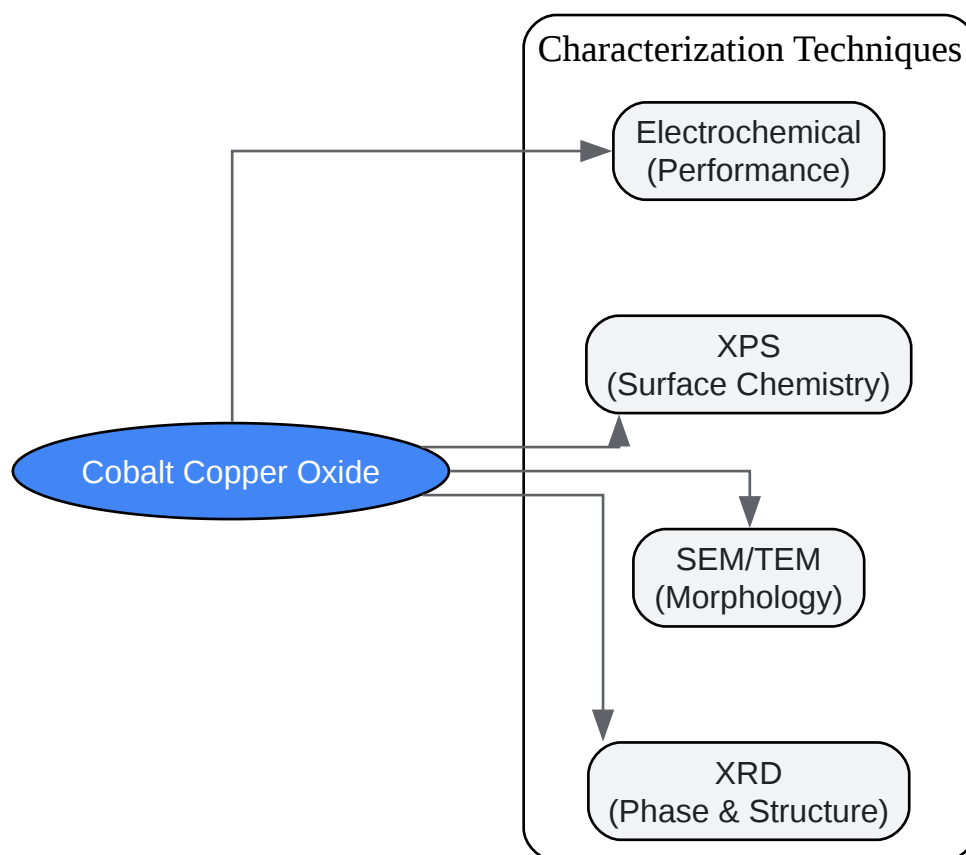 Characterization Techniques
Electrochemical
(Performance)
XPS
(Surface Chemistry)
Cobalt Copper Oxide
SEM/TEM
(Morphology)
XRD
(Phase & Structure)